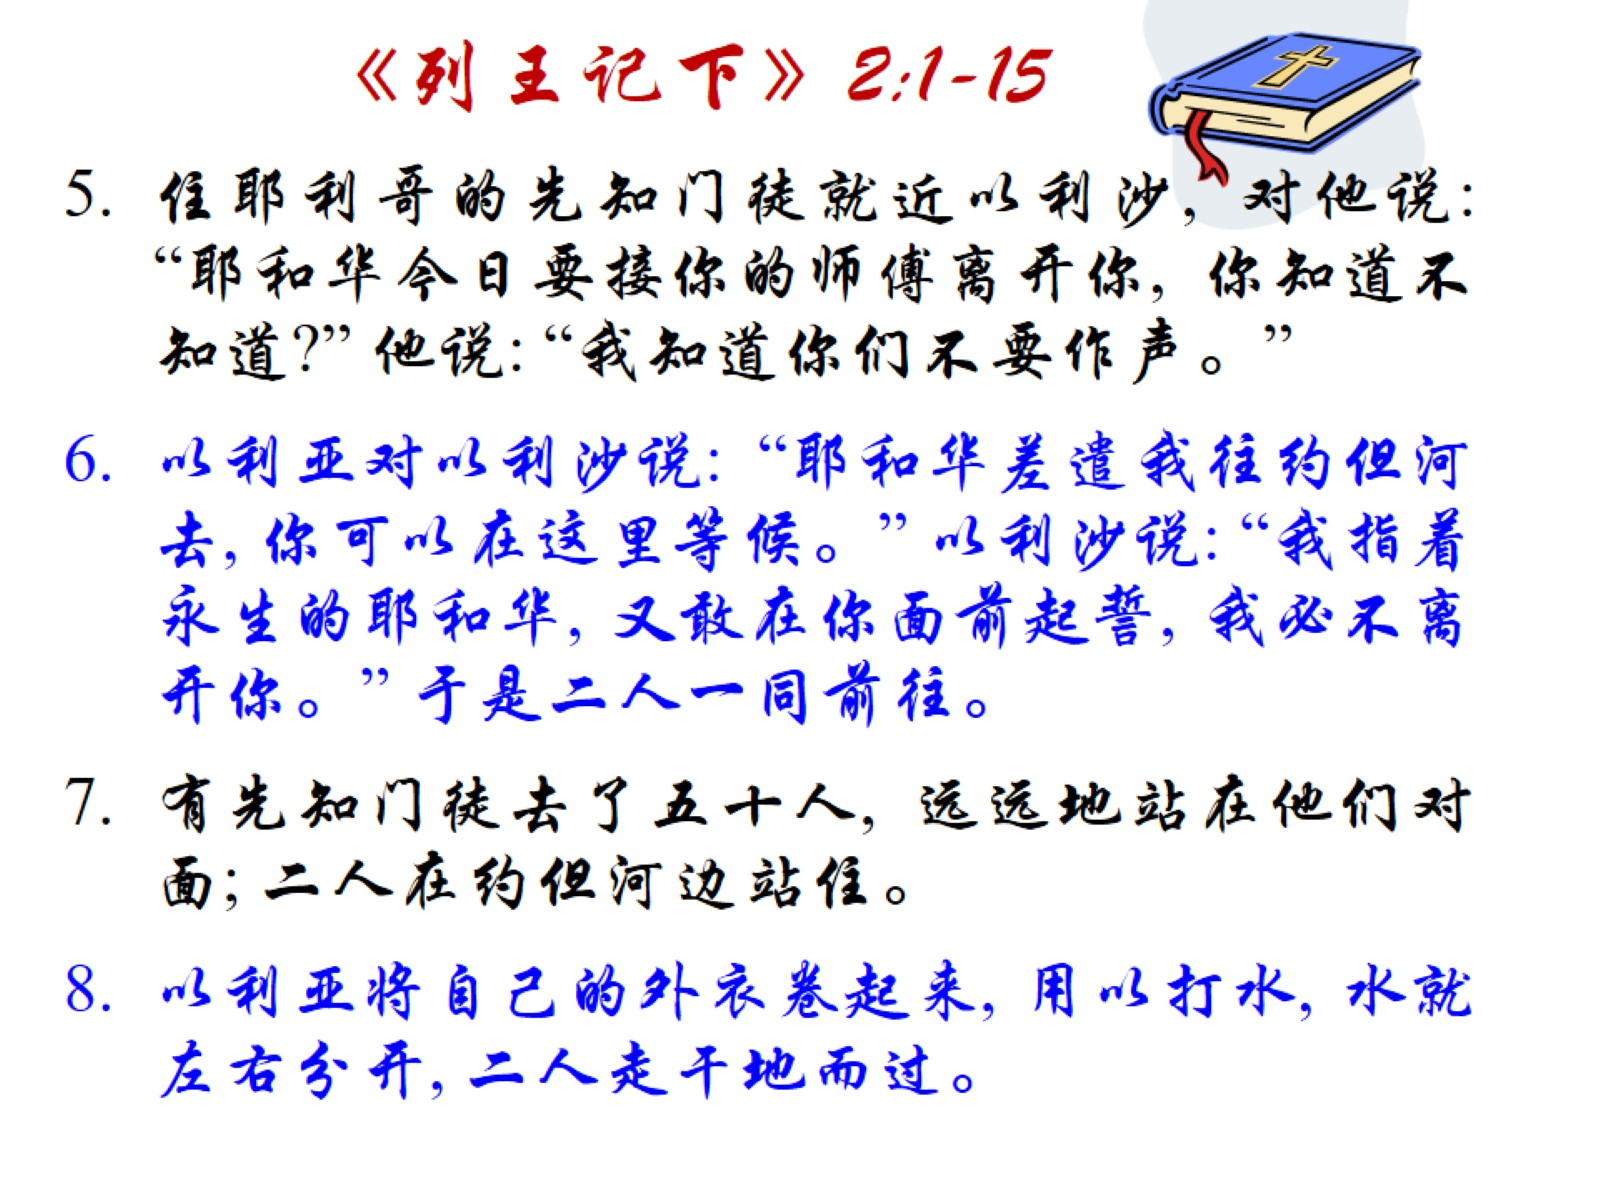 《列王记下》2:1-15
5. 住耶利哥的先知门徒就近以利沙，对他说：
“耶和华今日要接你的师傅离开你，你知道不
知道?”他说：“我知道你们不要作声。”
6. 以利亚对以利沙说：“耶和华差遣我往约但河
去，你可以在这里等候。”以利沙说：“我指着
永生的耶和华，又敢在你面前起誓，我必不离
开你。”于是二人一同前往。
7. 有先知门徒去了五十人，远远地站在他们对
面；二人在约但河边站住。
8. 以利亚将自己的外衣卷起来，用以打水，水就
左右分开，二人走干地而过。